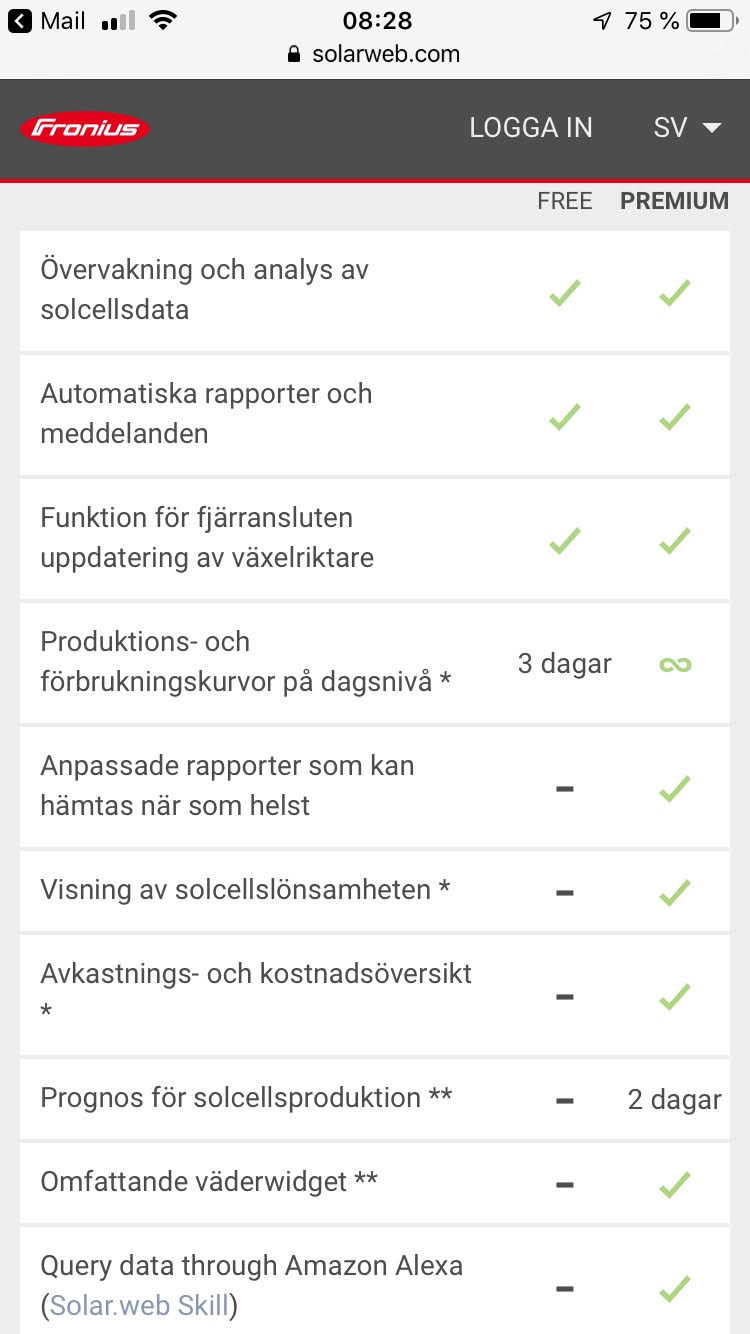 Mail 08:28 75 %
solarweb.com
Fronius LOGGA IN SV
FREE PREMIUM
Övervakning och analys av
solcellsdata
Automatiska rapporter och
meddelanden
Funktion för fjärransluten
uppdatering av växelriktare
Produktions- och
förbrukningskurvor på dagsnivå *
3 dagar ∞
Anpassade rapporter som kan
hämtas när som helst
-
Visning av solcellslönsamheten * -
Avkastnings- och kostnadsöversikt
*
-
Prognos för solcellsproduktion ** - 2 dagar
Omfattande väderwidget ** -
Query data through Amazon Alexa
(Solar.web Skill)
-